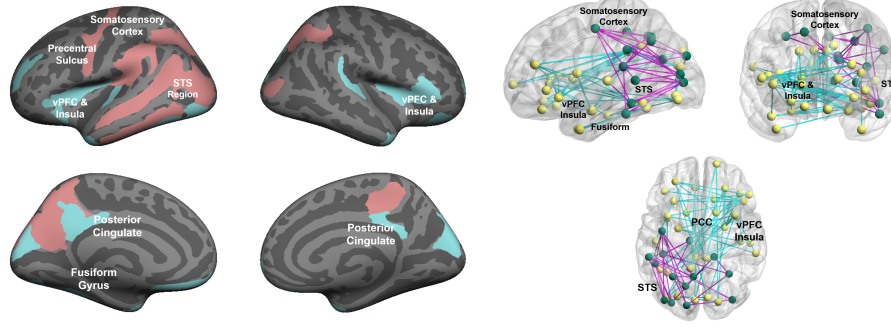 Somatosensory
Cortex
Precentral
Sulcus
STS
Region
vPFC &
Insula
vPFC &
Insula
Somatosensory
Cortex
STS
vPFC
Insula
Fusiform
Somatosensory
Cortex
vPFC &
Insula
ST
Posterior
Cingulate
Fusiform
Gyrus
Posterior
Cingulate
PCC
vPFC
Insula
STS